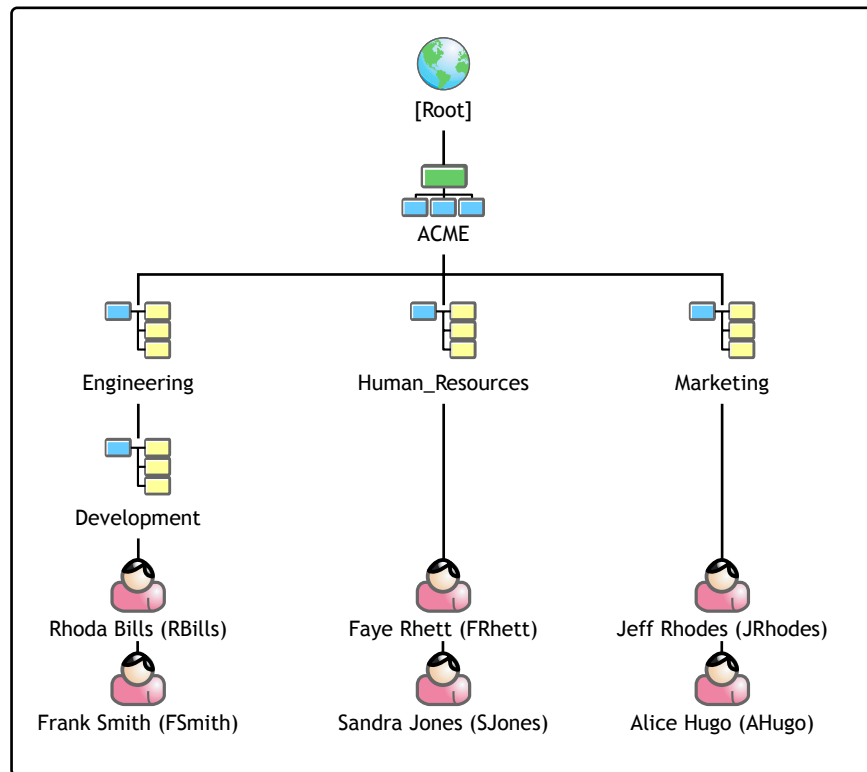 [Root]
ACME
Engineering
Human_Resources
Marketing
Development
Rhoda Bills (RBills)
Faye Rhett (FRhett)
Jeff Rhodes (JRhodes)
Frank Smith (FSmith)
Sandra Jones (SJones)
Alice Hugo (AHugo)